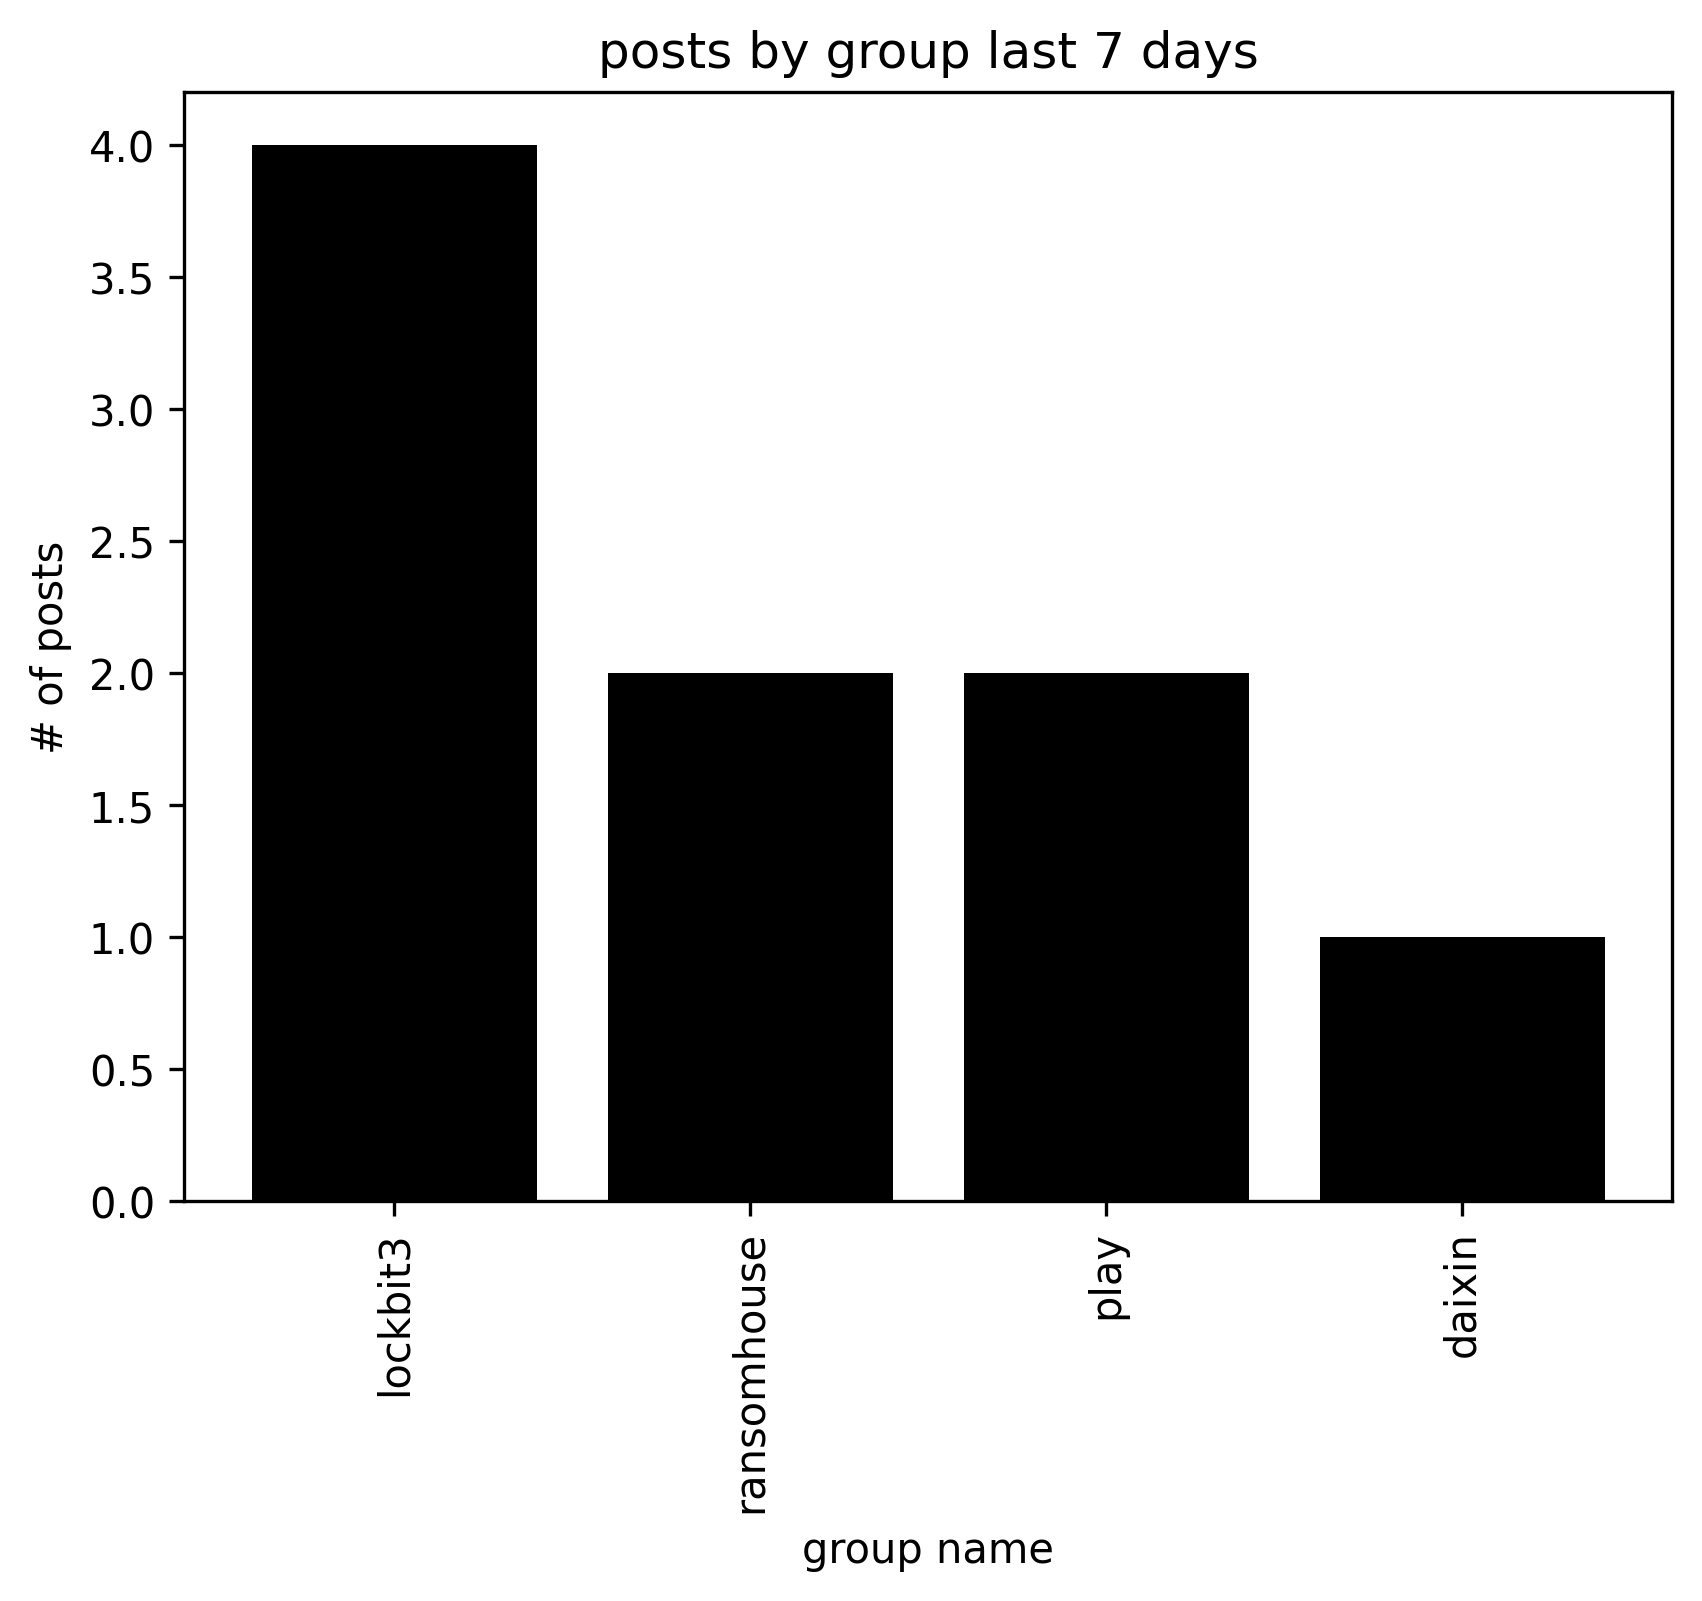 posts by group last 7 days
# of posts
4.0
3.5
3.0
2.5
2.0
1.5
1.0
0.5
0.0
lockbit3
ransomhouse
play
daixin
group name